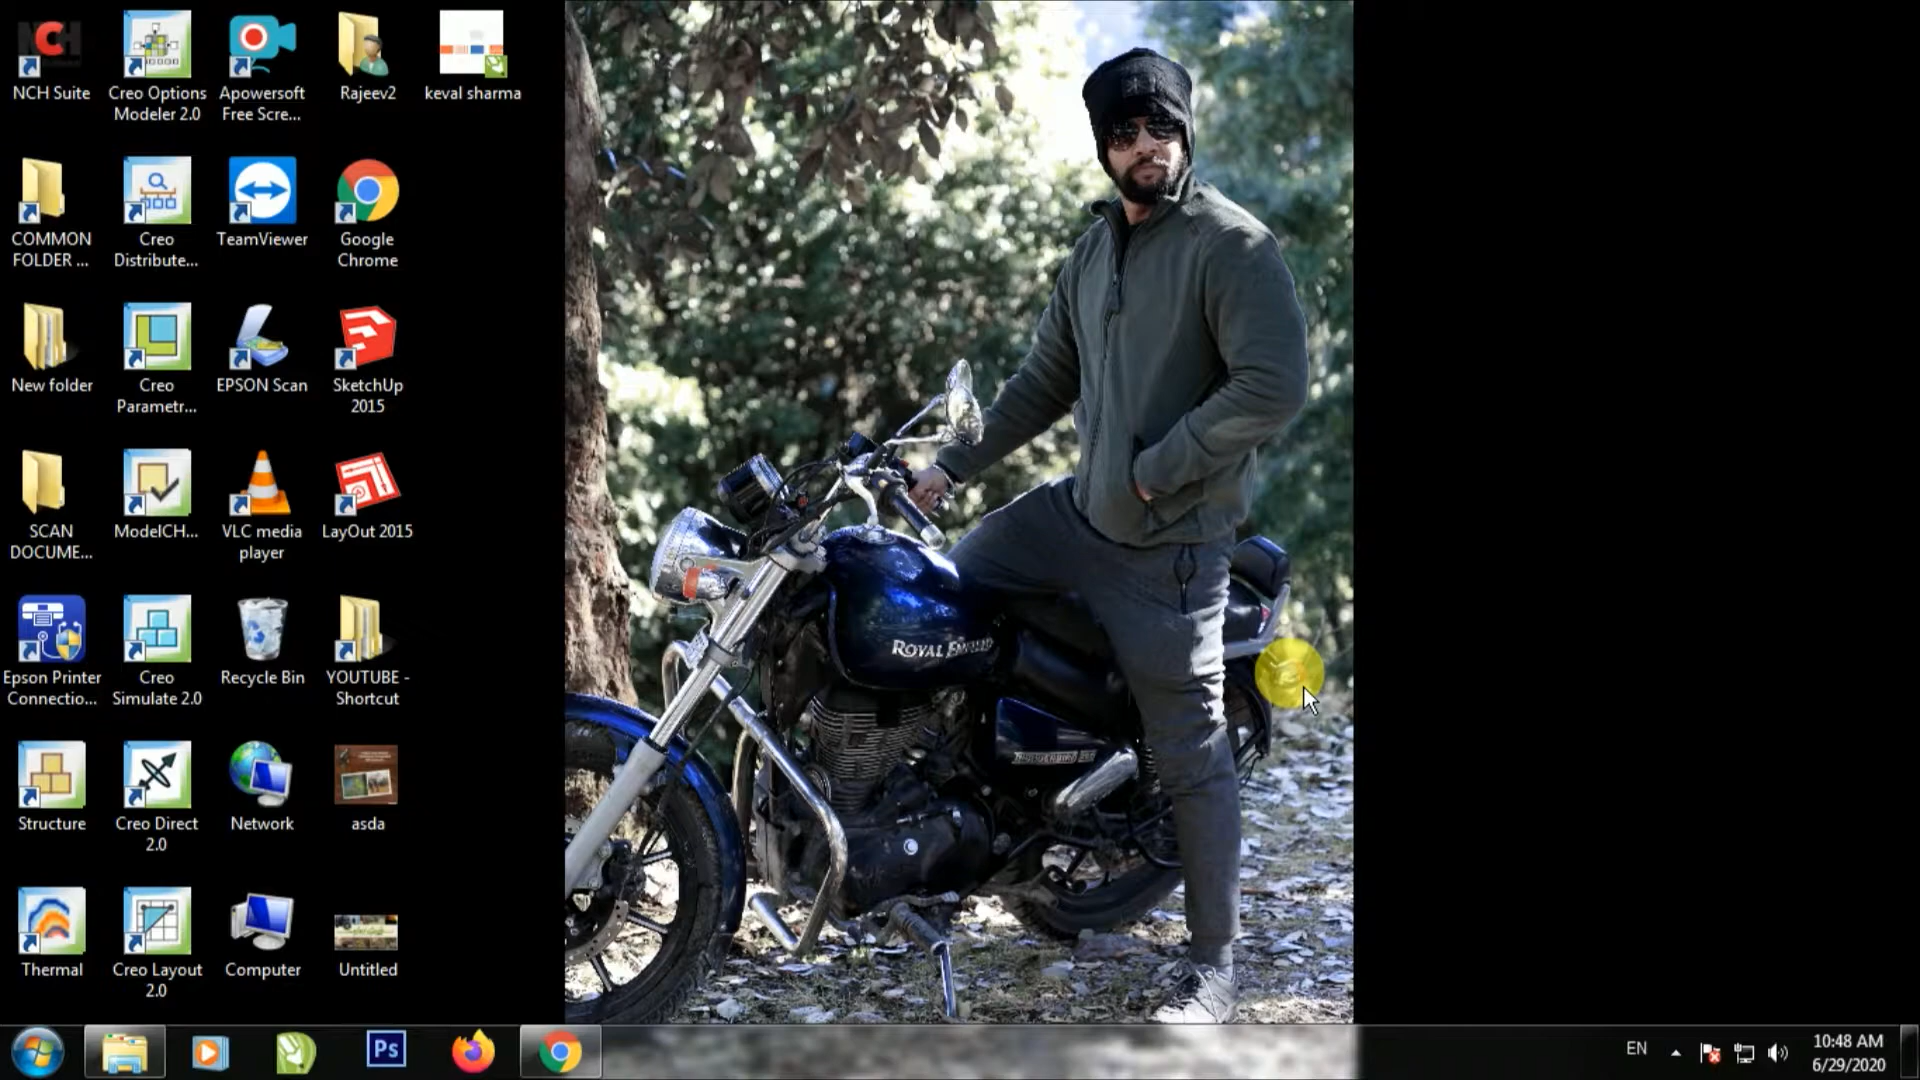 NCH Suite
Creo Options
Modeler 2.0
Apowersoft
Free Scre...
Rajeev2
keval sharma
COMMON
FOLDER ...
Creo
Distribute...
TeamViewer
Google
Chrome
New folder
Creo
Parametr...
EPSON Scan
SketchUp
2015
SCAN
DOCUME...
ModelCH...
VLC media
player
LayOut 2015
Epson Printer
Connectio...
Creo
Simulate 2.0
Recycle Bin
YOUTUBE -
Shortcut
Structure
Creo Direct
2.0
Network
asda
Thermal
Creo Layout
2.0
Computer
Untitled
ROYAL ENFIELD
THUNDERBIRD 350
Ps
EN
10:48 AM
6/29/2020